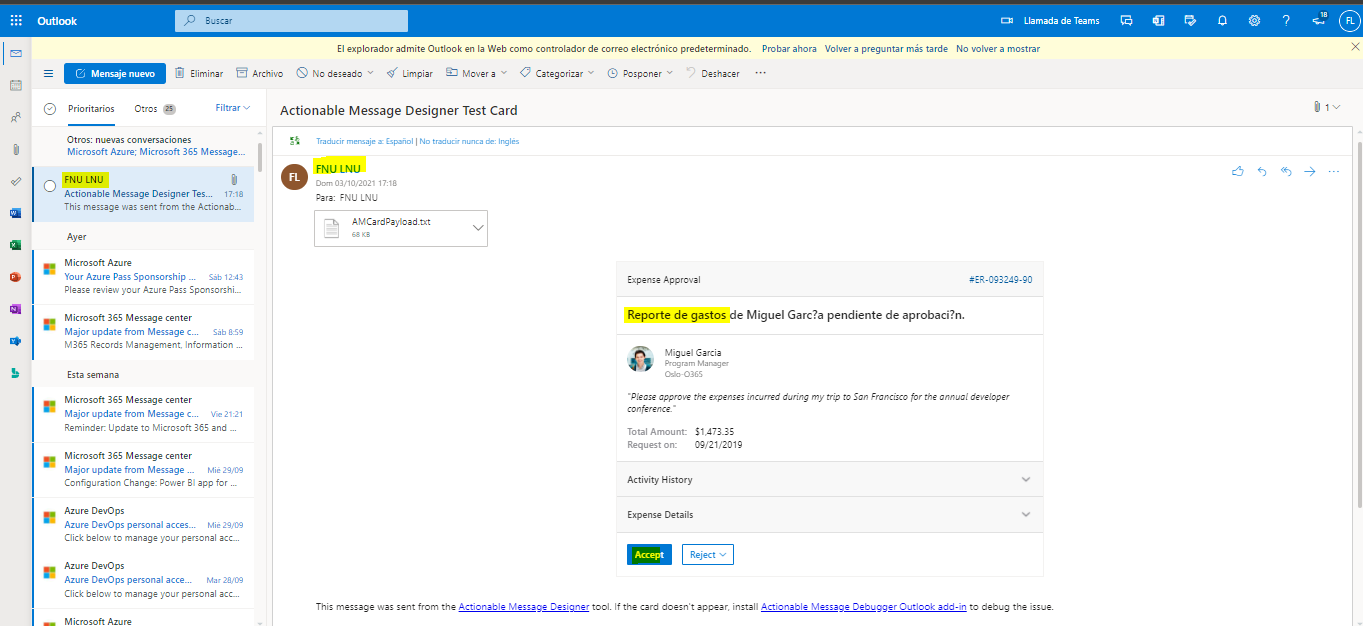 Outlook
Buscar
Llamada de Teams
18
FL
El explorador admite Outlook en la Web como controlador de correo electrónico predeterminado. Probar ahora Volver a preguntar más tarde No volver a mostrar
Mensaje nuevo
Eliminar
Archivo
No deseado
Limpiar
Mover a
Categorizar
Posponer
Deshacer
Prioritarios
Otros 25
Filtrar
Otros: nuevas conversaciones
Microsoft Azure; Microsoft 365 Message...
FNU LNU
Actionable Message Designer Tes... 17:18
This message was sent from the Actionab...
Ayer
Microsoft Azure
Your Azure Pass Sponsorship ... Sáb 12:43
Please review your Azure Pass Sponsorshi...
Microsoft 365 Message center
Major update from Message c... Sáb 8:59
M365 Records Management, Information ...
Esta semana
Microsoft 365 Message center
Major update from Message c... Vie 21:21
Reminder: Update to Microsoft 365 and ...
Microsoft 365 Message center
Major update from Message ... Mié 29/09
Configuration Change: Power BI app for ...
Azure DevOps
Azure DevOps personal acces... Mié 29/09
Click below to manage your personal acc...
Azure DevOps
Azure DevOps personal acce... Mar 28/09
Click below to manage your personal acc...
Microsoft Azure
Actionable Message Designer Test Card
1
Traducir mensaje a: Español | No traducir nunca de: Inglés
FL
FNU LNU
Dom 03/10/2021 17:18
Para: FNU LNU
AMCardPayload.txt
68 KB
Expense Approval
#ER-093249-90
Reporte de gastos de Miguel Garc?a pendiente de aprobaci?n.
Miguel Garcia
Program Manager
Oslo-O365
"Please approve the expenses incurred during my trip to San Francisco for the annual developer
conference."
Total Amount: $1,473.35
Request on: 09/21/2019
Activity History
Expense Details
Accept
Reject
This message was sent from the Actionable Message Designer tool. If the card doesn't appear, install Actionable Message Debugger Outlook add-in to debug the issue.